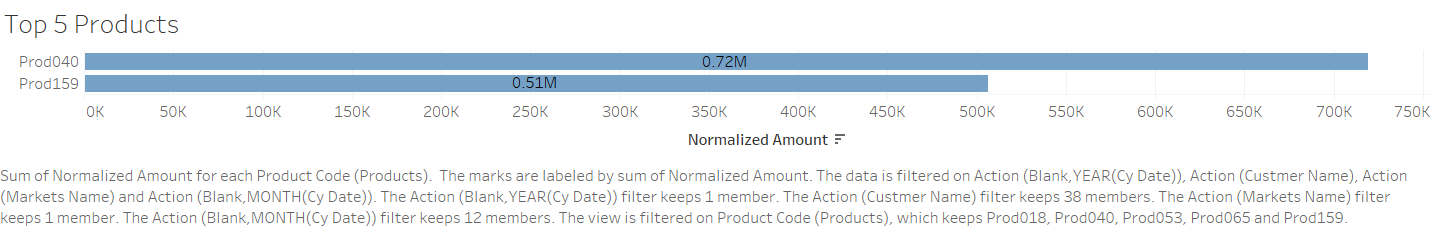 Top 5 Products
Prod040
0.72M
Prod159
0.51M
0K 50K 100K 150K 200K 250K 300K 350K 400K 450K 500K 550K 600K 650K 700K 750K
Normalized Amount
Sum of Normalized Amount for each Product Code (Products).  The marks are labeled by sum of Normalized Amount. The data is filtered on Action (Blank,YEAR(Cy Date)), Action (Custmer Name), Action
(Markets Name) and Action (Blank,MONTH(Cy Date)). The Action (Blank,YEAR(Cy Date)) filter keeps 1 member. The Action (Custmer Name) filter keeps 38 members. The Action (Markets Name) filter
keeps 1 member. The Action (Blank,MONTH(Cy Date)) filter keeps 12 members. The view is filtered on Product Code (Products), which keeps Prod018, Prod040, Prod053, Prod065 and Prod159.